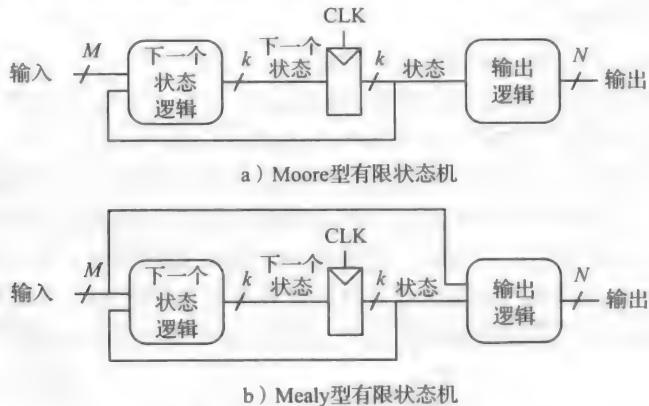 CLK
输入
M
下一个
状态
逻辑
k
下一个
状态
k
状态
输出
逻辑
N
输出
a）Moore型有限状态机
CLK
输入
M
下一个
状态
逻辑
k
下一个
状态
k
状态
输出
逻辑
N
输出
b）Mealy型有限状态机